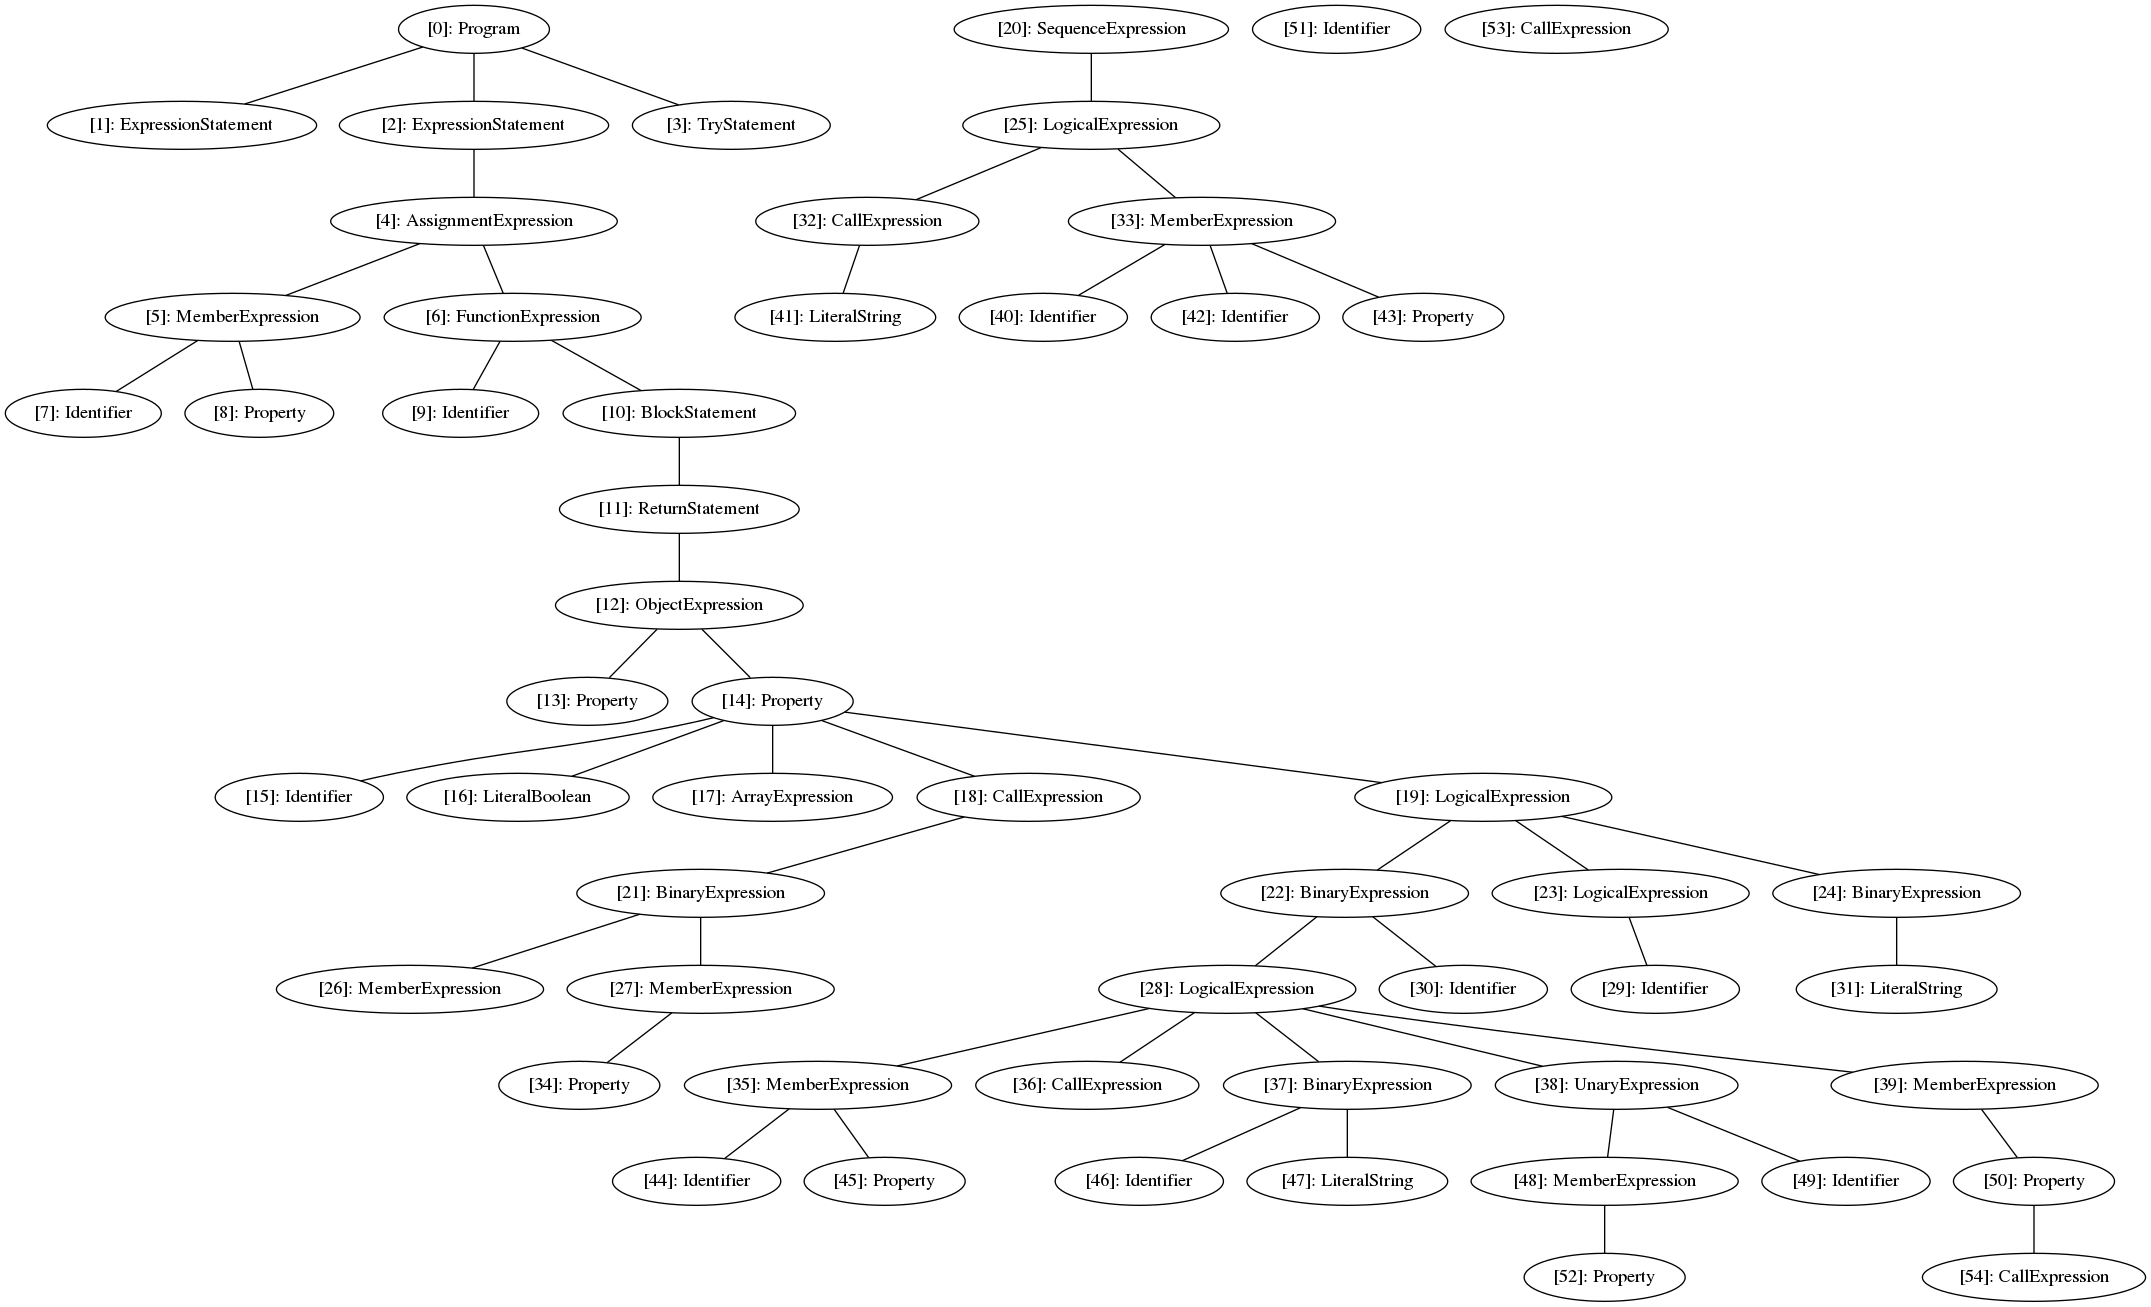 [0]: Program
[20]: SequenceExpression
[51]: Identifier
[53]: CallExpression
[1]: ExpressionStatement
[2]: ExpressionStatement
[3]: TryStatement
[25]: LogicalExpression
[4]: AssignmentExpression
[32]: CallExpression
[33]: MemberExpression
[5]: MemberExpression
[6]: FunctionExpression
[41]: LiteralString
[40]: Identifier
[42]: Identifier
[43]: Property
[7]: Identifier
[8]: Property
[9]: Identifier
[10]: BlockStatement
[11]: ReturnStatement
[12]: ObjectExpression
[13]: Property
[14]: Property
[15]: Identifier
[16]: LiteralBoolean
[17]: ArrayExpression
[18]: CallExpression
[19]: LogicalExpression
[21]: BinaryExpression
[22]: BinaryExpression
[23]: LogicalExpression
[24]: BinaryExpression
[26]: MemberExpression
[27]: MemberExpression
[28]: LogicalExpression
[30]: Identifier
[29]: Identifier
[31]: LiteralString
[34]: Property
[35]: MemberExpression
[36]: CallExpression
[37]: BinaryExpression
[38]: UnaryExpression
[39]: MemberExpression
[44]: Identifier
[45]: Property
[46]: Identifier
[47]: LiteralString
[48]: MemberExpression
[49]: Identifier
[50]: Property
[52]: Property
[54]: CallExpression